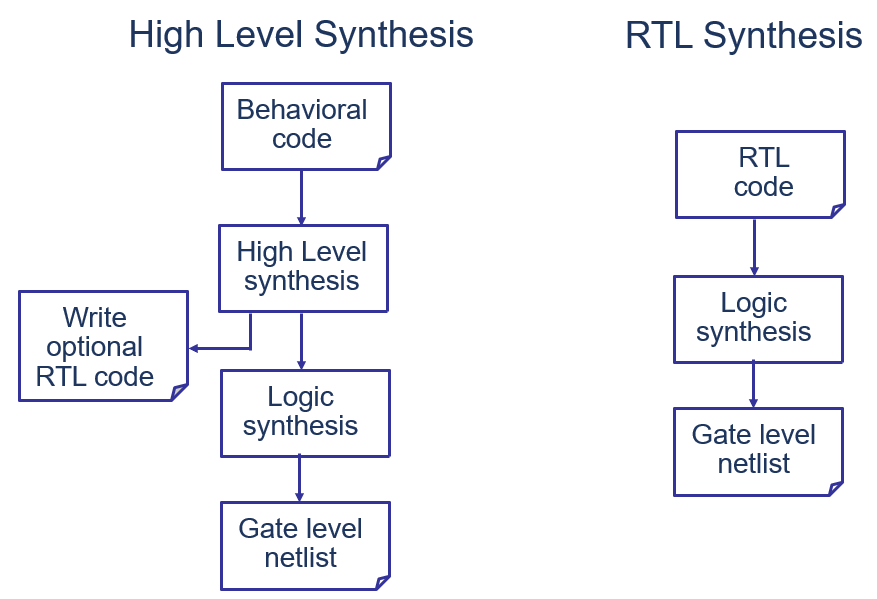 High Level Synthesis
Behavioral
code
High Level
synthesis
Write
optional
RTL code
Logic
synthesis
Gate level
netlist
RTL Synthesis
RTL
code
Logic
synthesis
Gate level
netlist